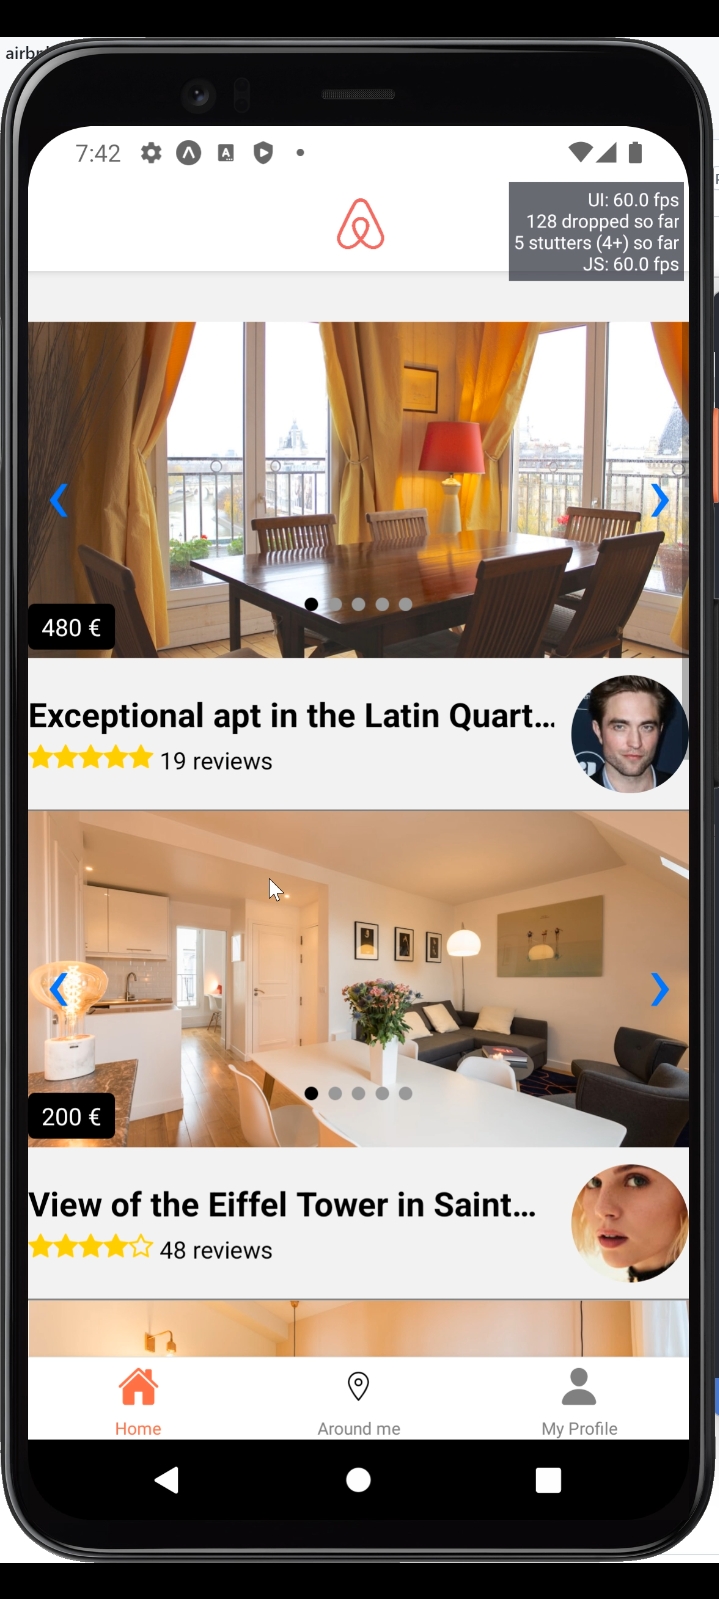 7:42
UI: 60.0 fps
128 dropped so far
5 stutters (4+) so far
JS: 60.0 fps
480 €
Exceptional apt in the Latin Quart...
19 reviews
200 €
View of the Eiffel Tower in Saint...
48 reviews
Home
Around me
My Profile